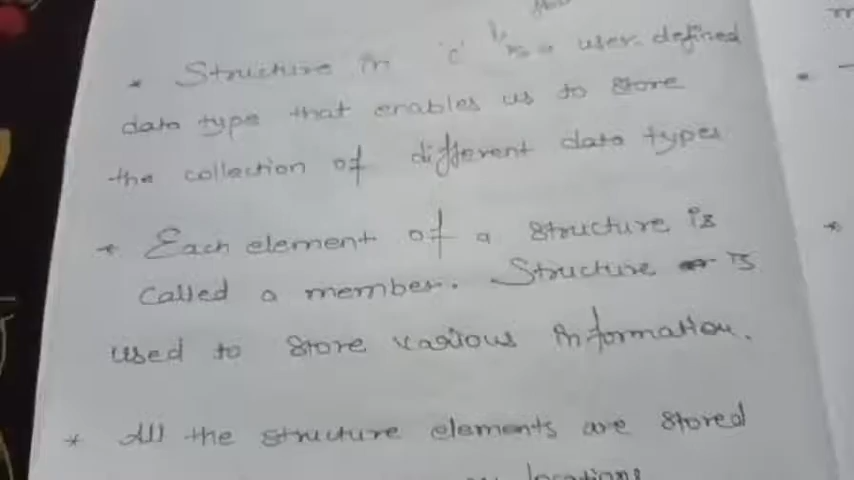 * Structure in 'c' is a user-defined
data type that enables us to store
the collection of different data types
* Each element of a structure is
called a member. Structure is
used to store various information.
* All the structure elements are stored
locations